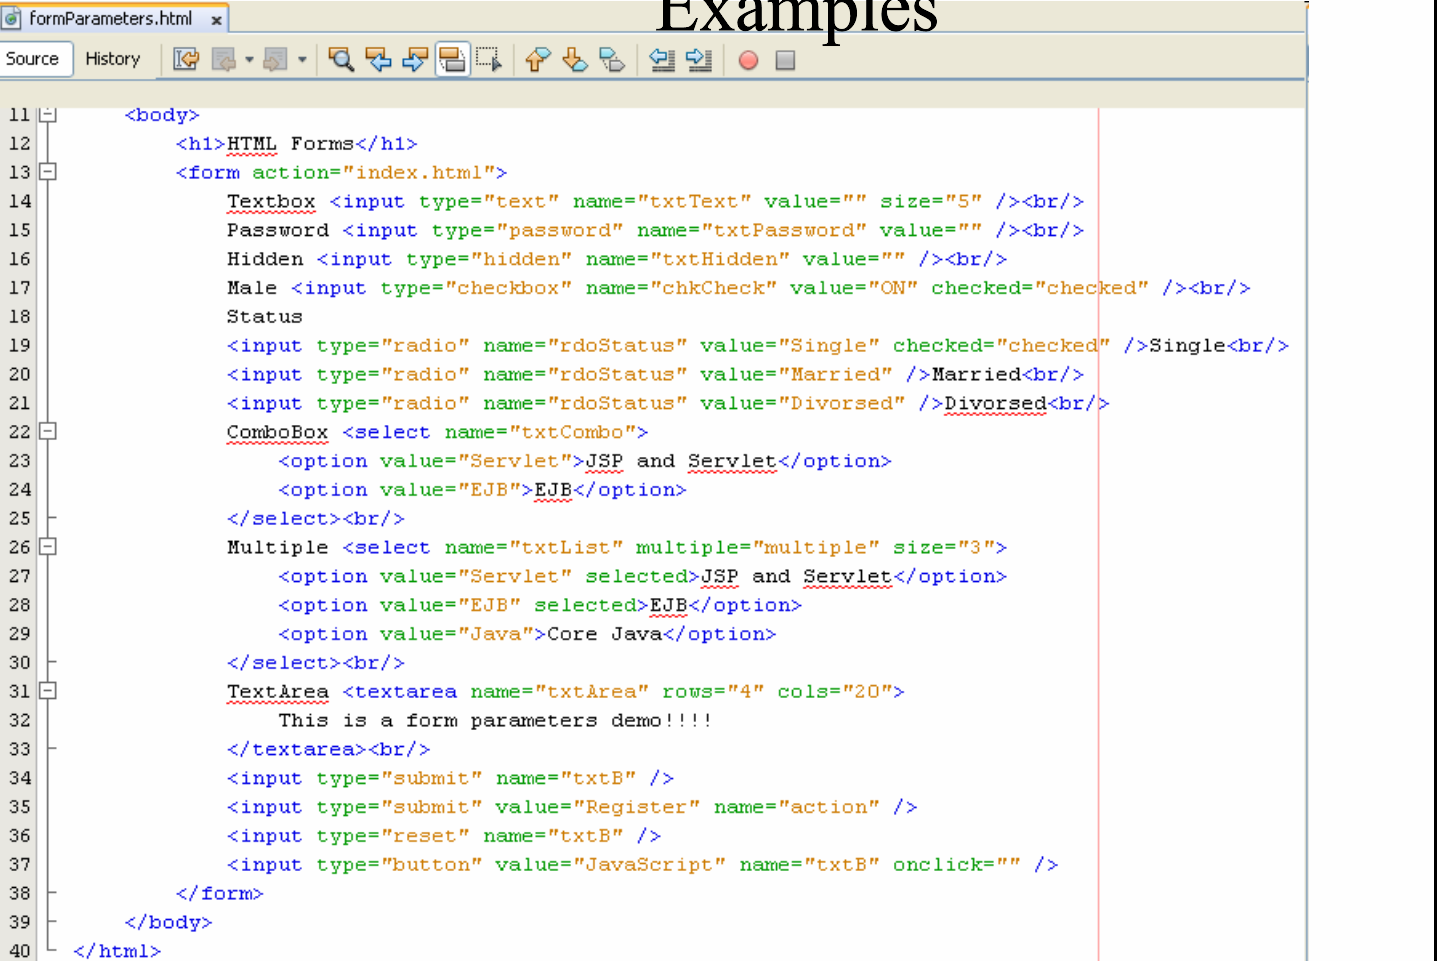 Examples
formParameters.html x
Source History
11 <body>
12 <h1>HTML Forms</h1>
13 <form action="index.html">
14 Textbox <input type="text" name="txtText" value="" size="5" /><br/>
15 Password <input type="password" name="txtPassword" value="" /><br/>
16 Hidden <input type="hidden" name="txtHidden" value="" /><br/>
17 Male <input type="checkbox" name="chkCheck" value="ON" checked="checked" /><br/>
18 Status
19 <input type="radio" name="rdoStatus" value="Single" checked="checked" />Single<br/>
20 <input type="radio" name="rdoStatus" value="Married" />Married<br/>
21 <input type="radio" name="rdoStatus" value="Divorsed" />Divorsed<br/>
22 ComboBox <select name="txtCombo">
23 <option value="Servlet">JSP and Servlet</option>
24 <option value="EJB">EJB</option>
25 </select><br/>
26 Multiple <select name="txtList" multiple="multiple" size="3">
27 <option value="Servlet" selected>JSP and Servlet</option>
28 <option value="EJB" selected>EJB</option>
29 <option value="Java">Core Java</option>
30 </select><br/>
31 TextArea <textarea name="txtArea" rows="4" cols="20">
32 This is a form parameters demo!!!!
33 </textarea><br/>
34 <input type="submit" name="txtB" />
35 <input type="submit" value="Register" name="action" />
36 <input type="reset" name="txtB" />
37 <input type="button" value="JavaScript" name="txtB" onclick="" />
38 </form>
39 </body>
40 </html>